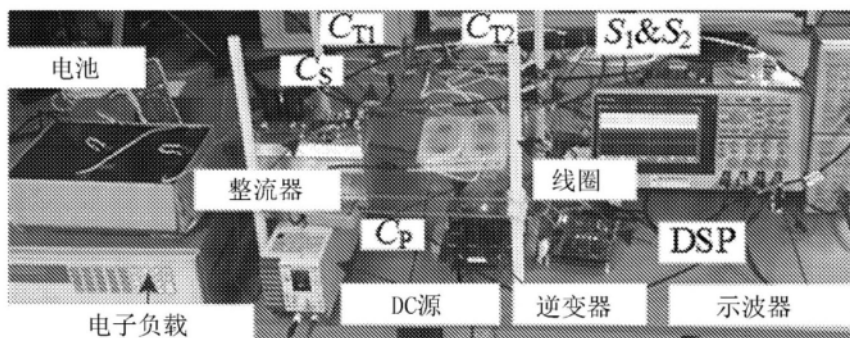 C_T1
C_T2
S_1&S_2
电池
C_S
整流器
线圈
C_P
DSP
DC源
逆变器
示波器
电子负载